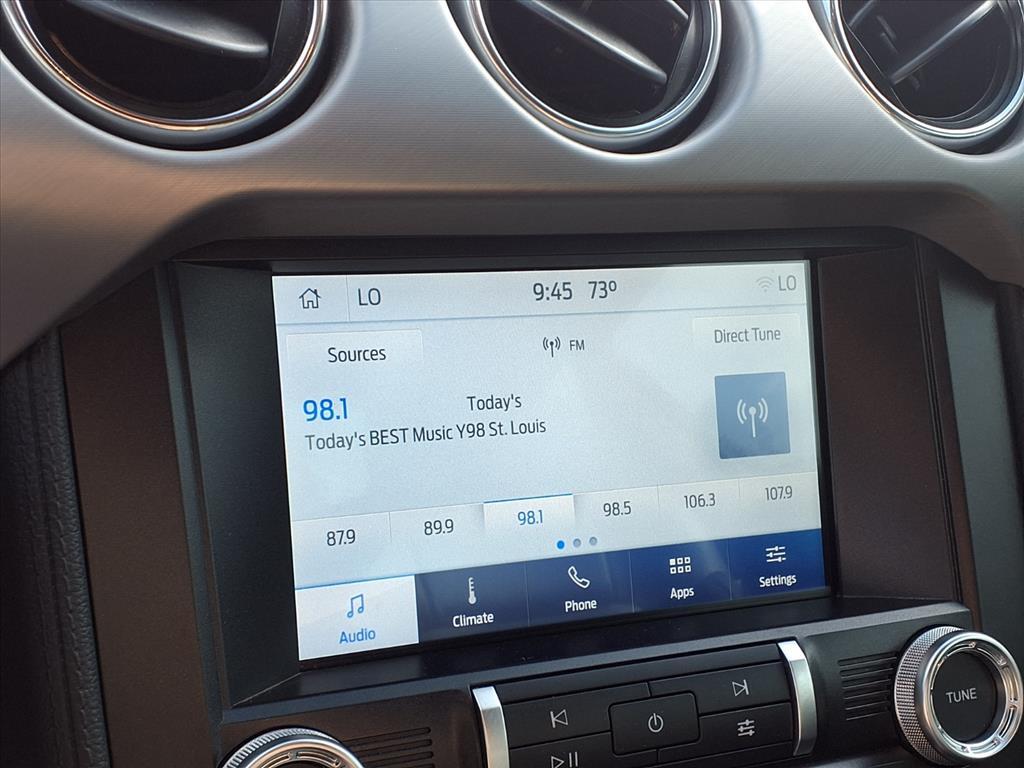 LO 9:45 73º LO
Sources FM Direct Tune
98.1 Today's
Today's BEST Music Y98 St. Louis
87.9 89.9 98.1 98.5 106.3 107.9
Audio Climate Phone Apps Settings
TUNE